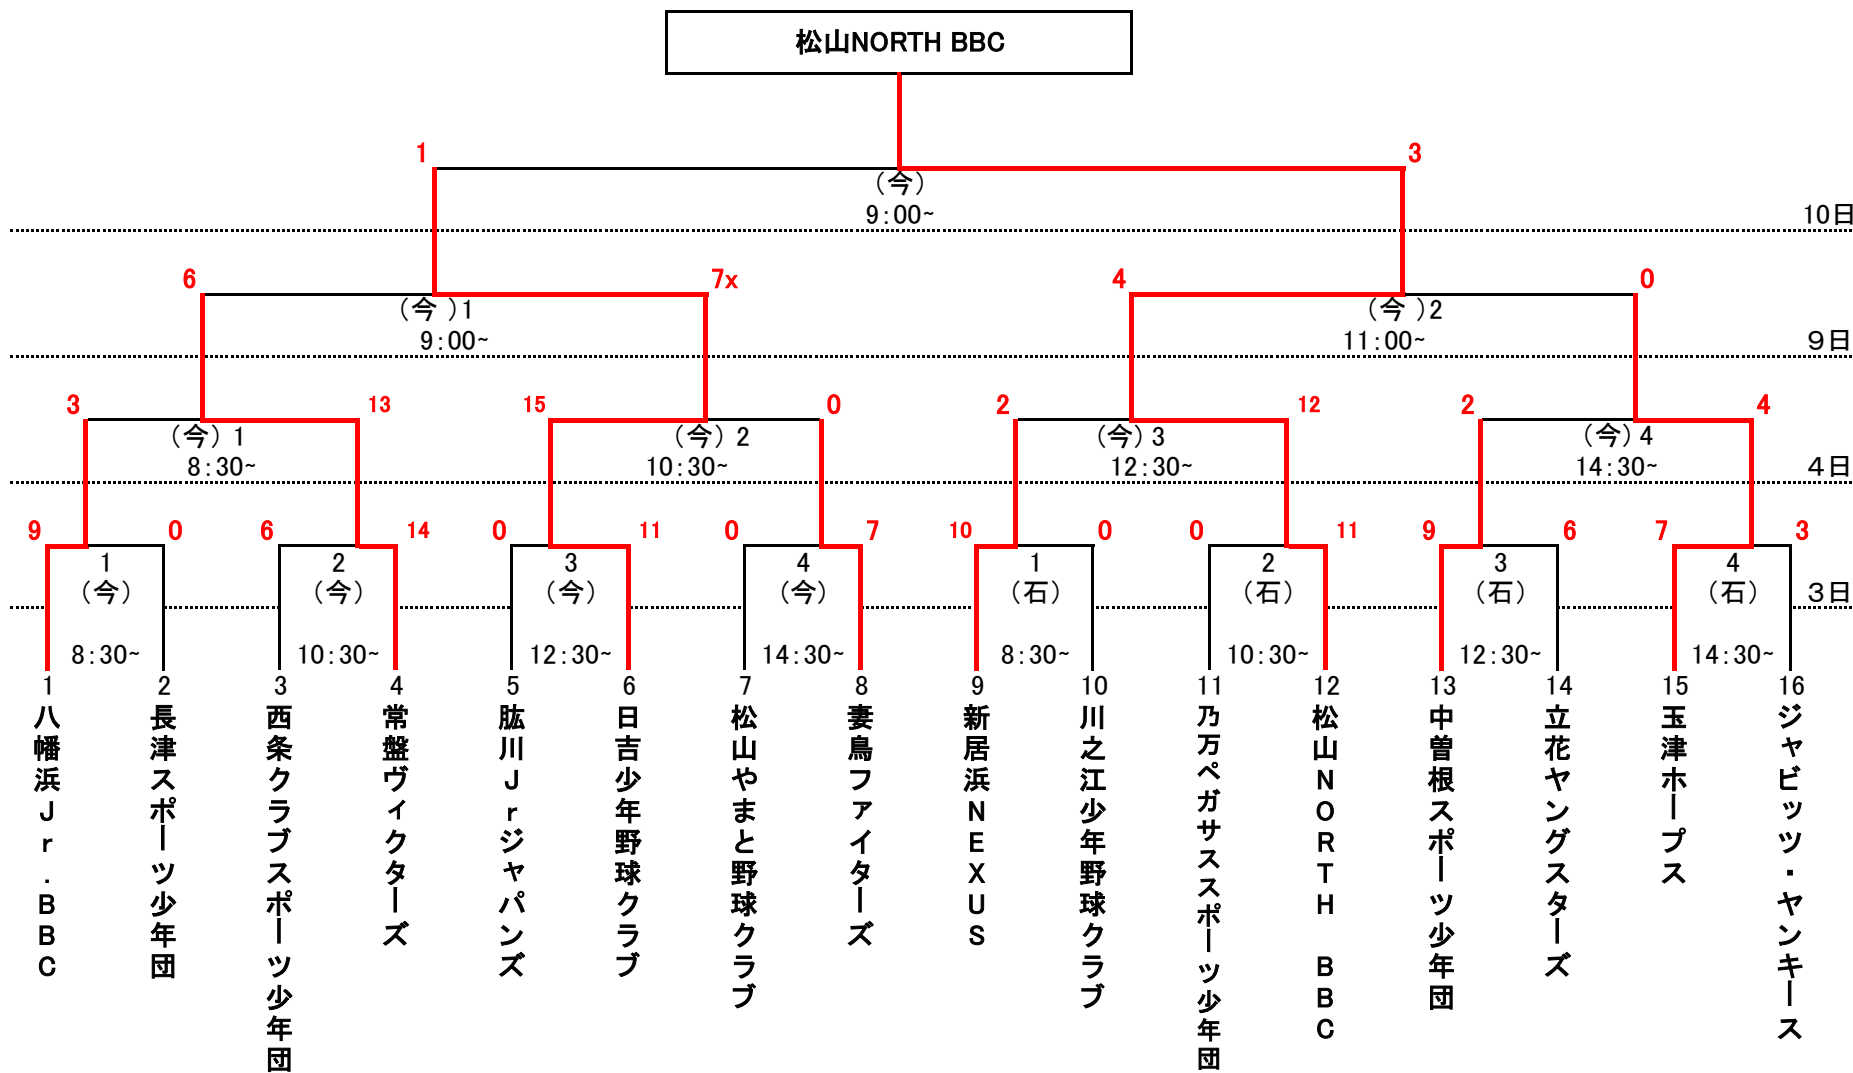 松山NORTH BBC
1 3
(今)
9:00~
10日
6 7x 4 0
(今 )1 (今 )2
9:00~ 11:00~
9日
3 13 15 0 2 12 2 4
(今) 1 (今) 2 (今) 3 (今) 4
8:30~ 10:30~ 12:30~ 14:30~
4日
9 0 6 14 0 11 0 7 10 0 0 11 9 6 7 3
1 2 3 4 1 2 3 4
(今) (今) (今) (今) (石) (石) (石) (石)
3日
8:30~ 10:30~ 12:30~ 14:30~ 8:30~ 10:30~ 12:30~ 14:30~
1 2 3 4 5 6 7 8 9 10 11 12 13 14 15 16
八幡浜Jr.BBC
長津スポーツ少年団
西条クラブスポーツ少年団
常盤ヴィクターズ
肱川Jrジャパンズ
日吉少年野球クラブ
松山やまと野球クラブ
妻鳥ファイターズ
新居浜NEXUS
川之江少年野球クラブ
乃万ペガサススポーツ少年団
松山NORTH BBC
中曽根スポーツ少年団
立花ヤングスターズ
玉津ホープス
ジャビッツ・ヤンキース